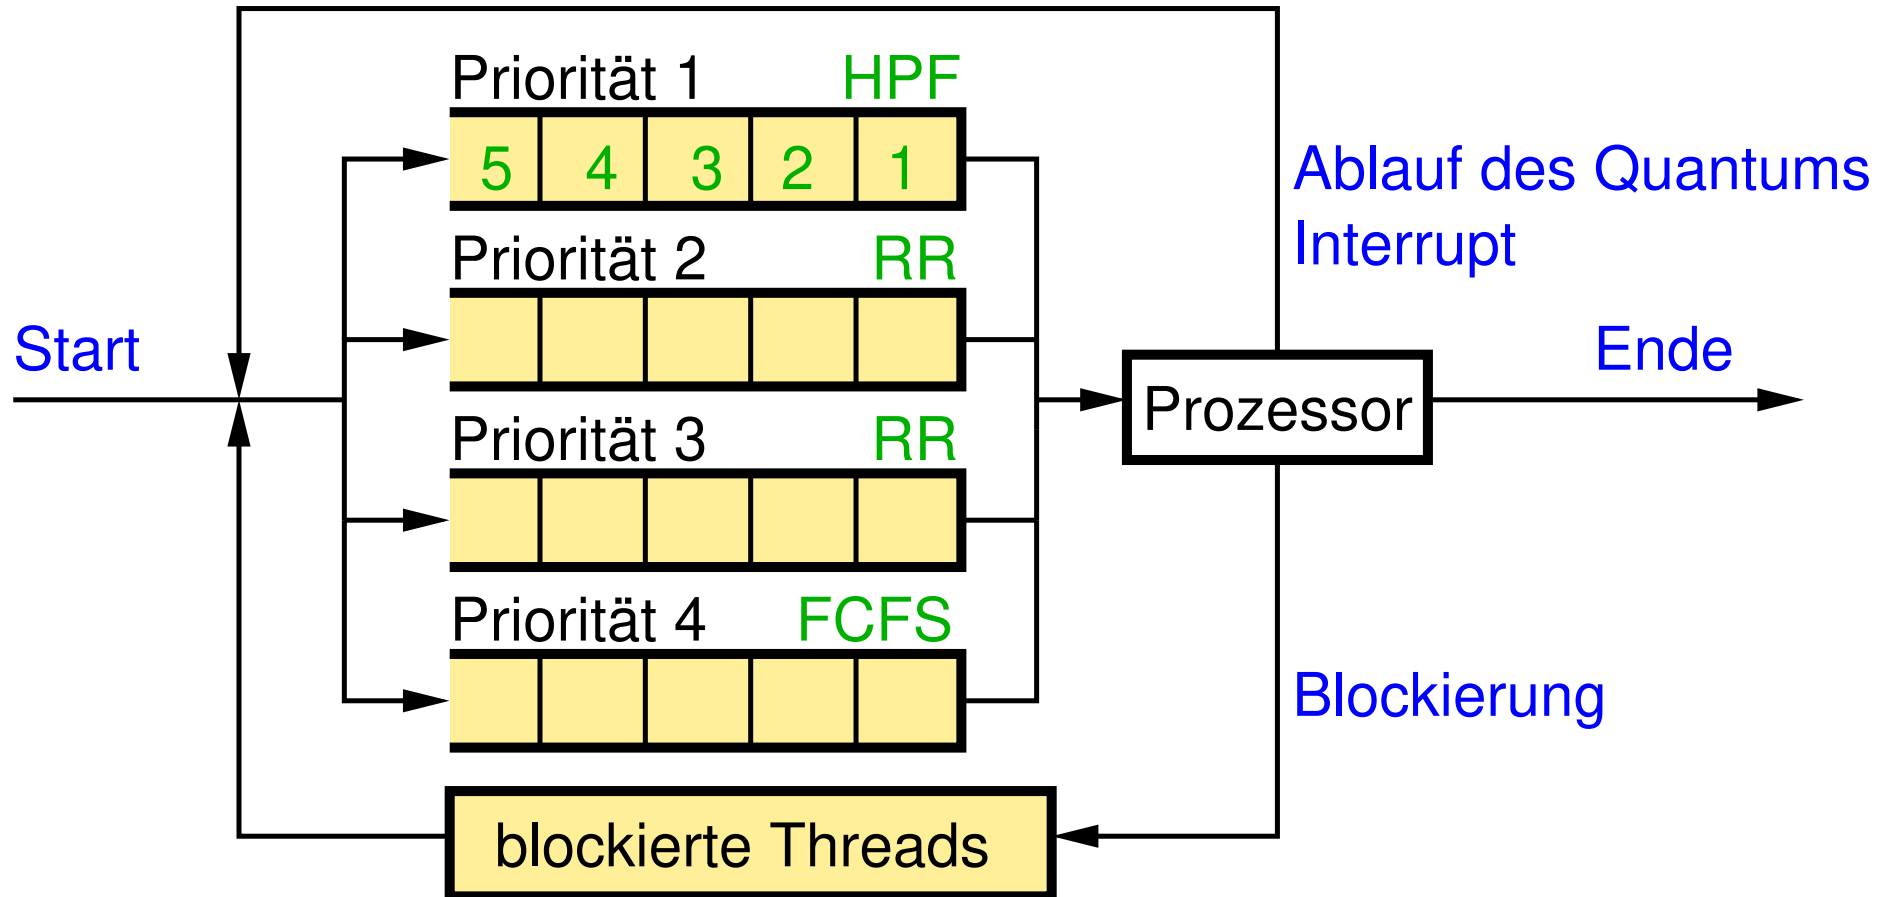 Priorität 1 HPF
5 4 3 2 1
Ablauf des Quantums
Interrupt
Priorität 2 RR
Start
Ende
Prozessor
Priorität 3 RR
Priorität 4 FCFS
Blockierung
blockierte Threads